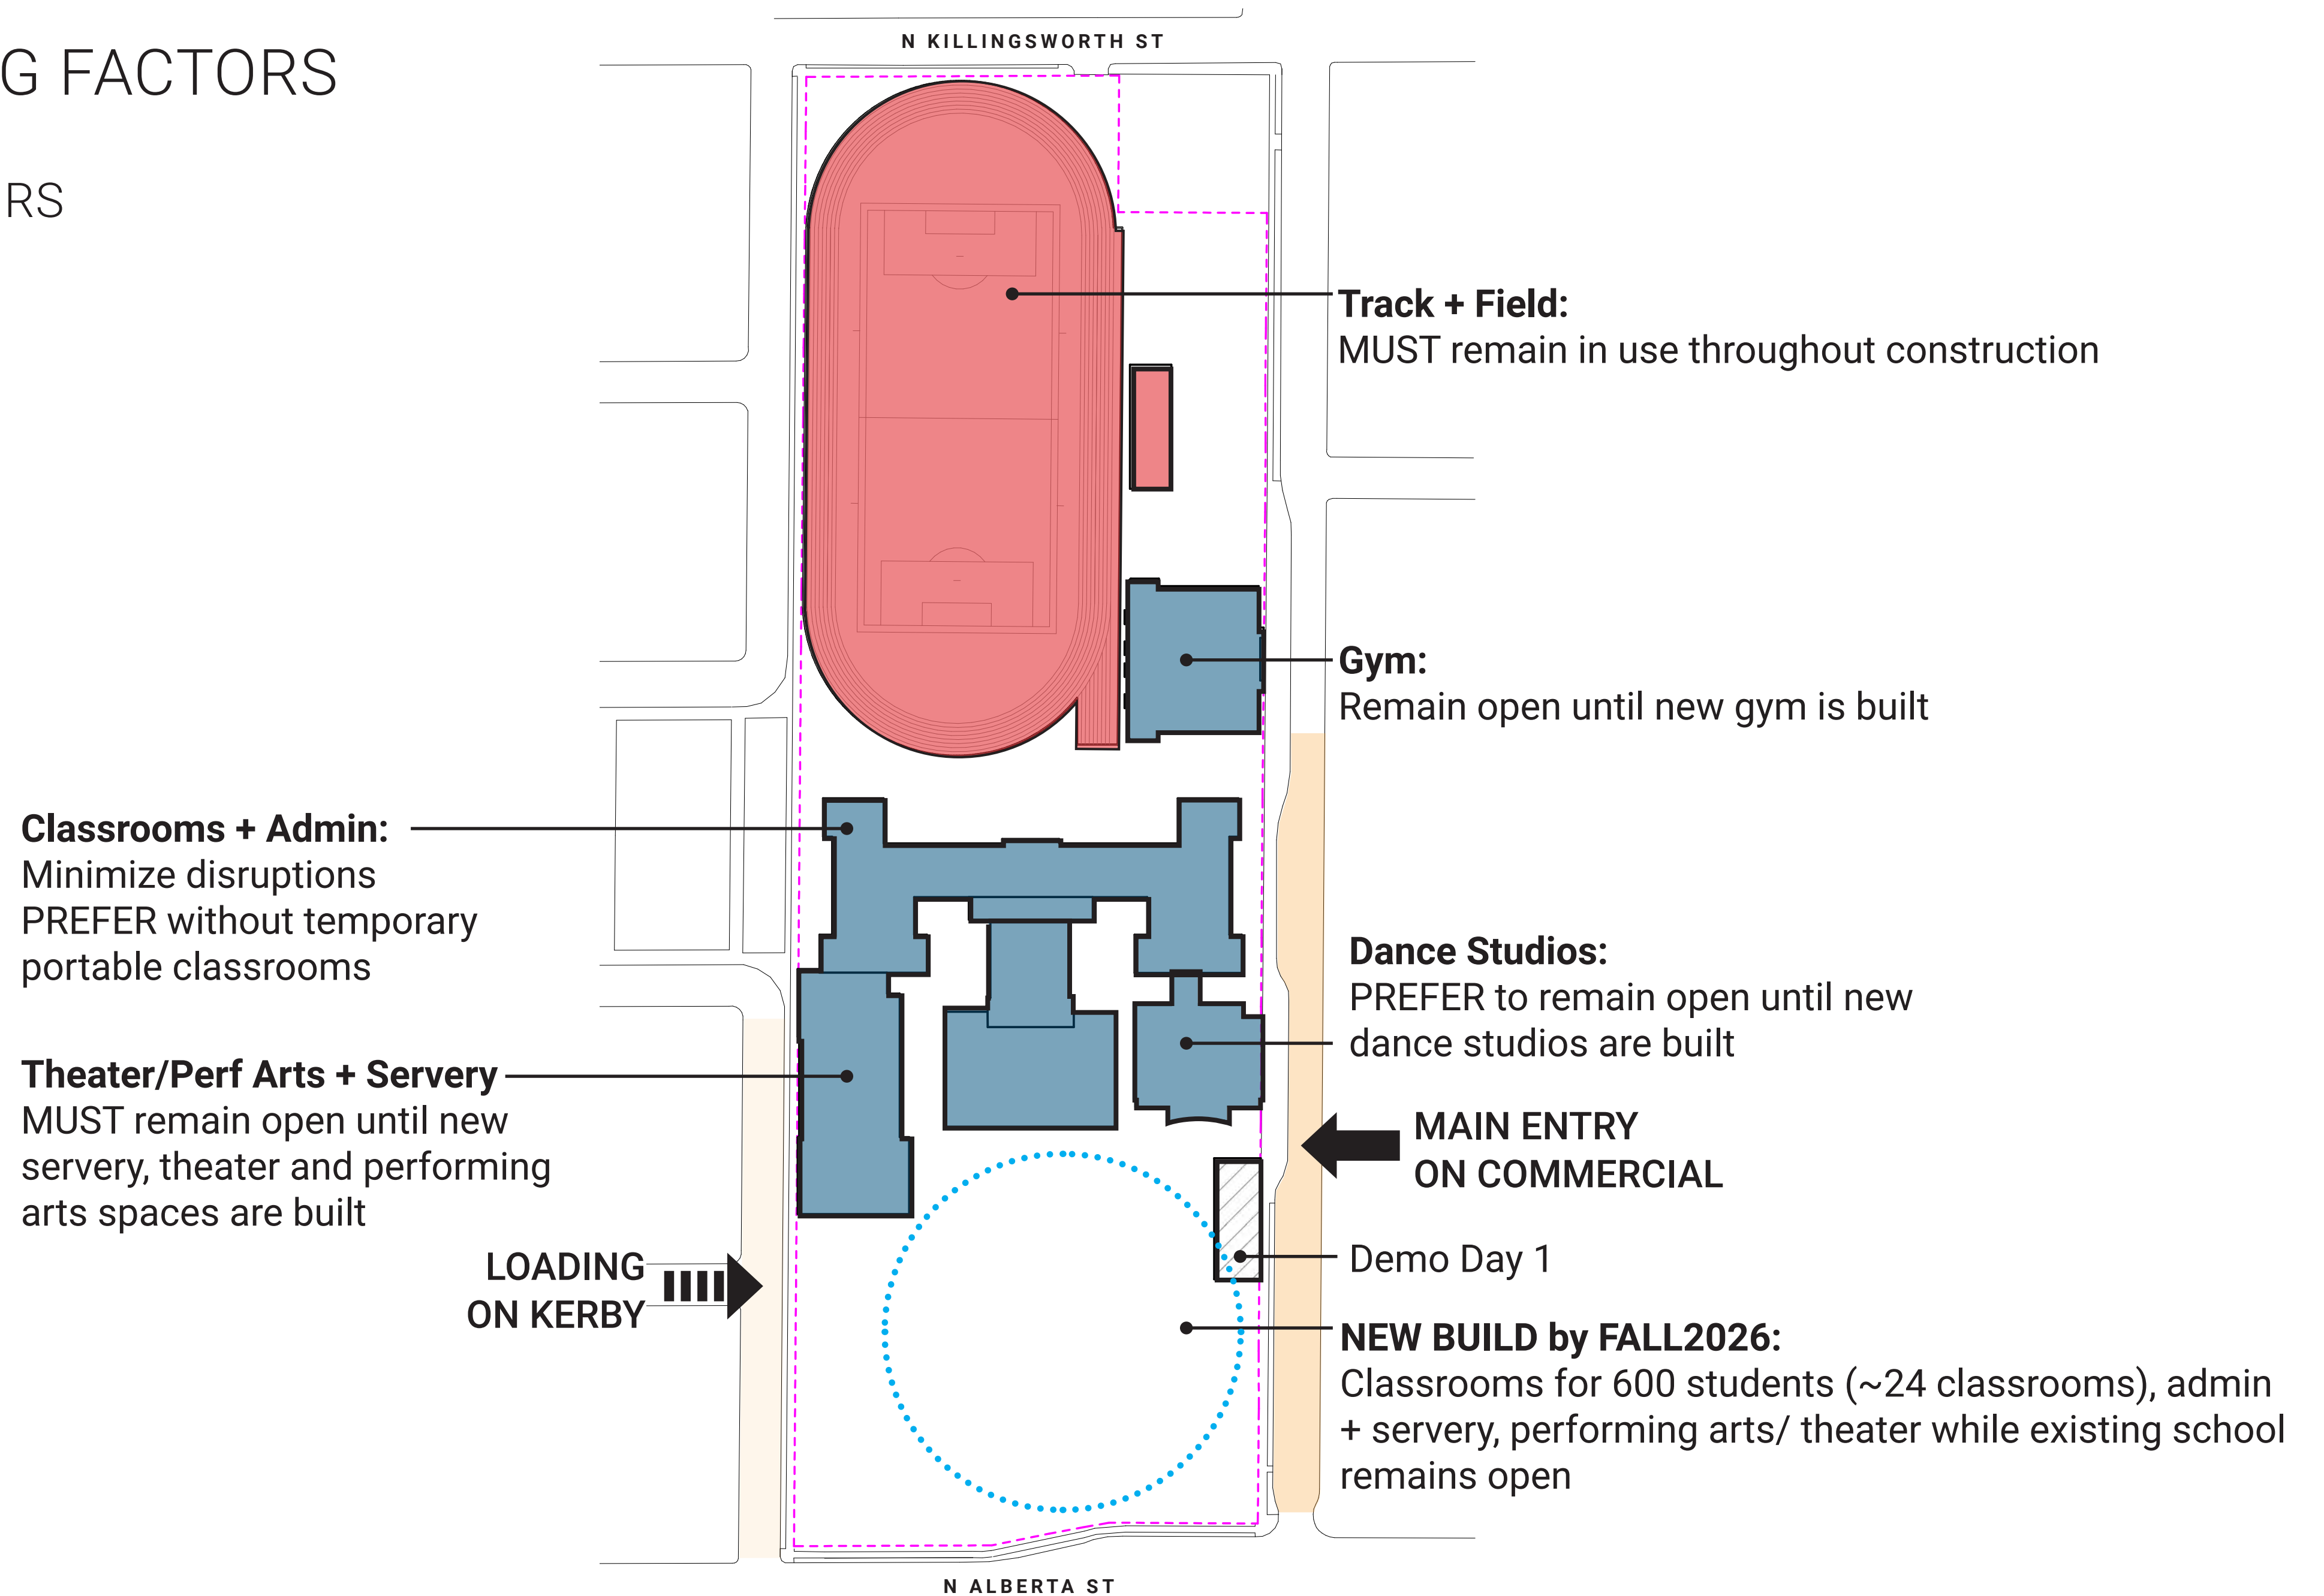 G FACTORS
RS
N KILLINGSWORTH ST
Track + Field:
MUST remain in use throughout construction
Gym:
Remain open until new gym is built
Classrooms + Admin:
Minimize disruptions
PREFER without temporary
portable classrooms
Dance Studios:
PREFER to remain open until new
dance studios are built
Theater/Perf Arts + Servery
MUST remain open until new
servery, theater and performing
arts spaces are built
MAIN ENTRY
ON COMMERCIAL
LOADING
ON KERBY
Demo Day 1
NEW BUILD by FALL2026:
Classrooms for 600 students (~24 classrooms), admin
+ servery, performing arts/ theater while existing school
remains open
N ALBERTA ST